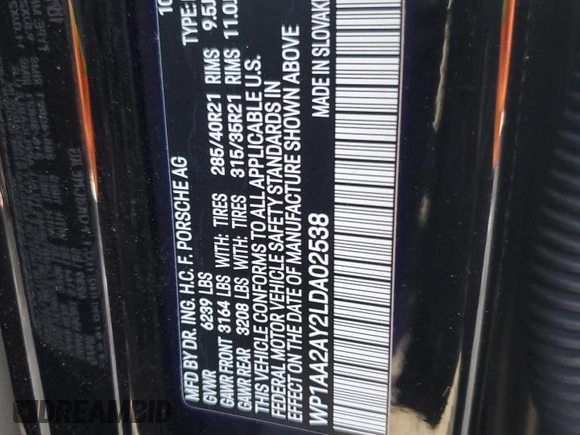 MFD BY DR. ING. H.C. F. PORSCHE AG 10
GVWR 6239 LBS TYPE:
GAWR FRONT 3164 LBS WITH: TIRES 285/40R21 RIMS 9.5J
GAWR REAR 3208 LBS WITH: TIRES 315/35R21 RIMS 11.0J
THIS VEHICLE CONFORMS TO ALL APPLICABLE U.S.
FEDERAL MOTOR VEHICLE SAFETY STANDARDS IN
EFFECT ON THE DATE OF MANUFACTURE SHOWN ABOVE
WP1AA2AY2LDA02538 MADE IN SLOVAKI
DREAMBID